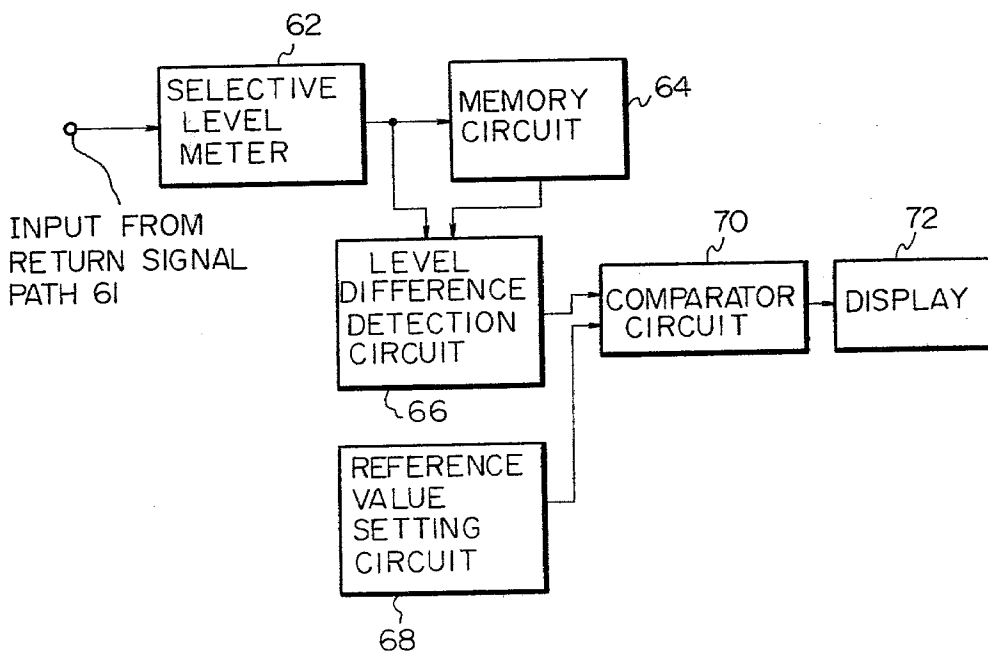 62
SELECTIVE
LEVEL
METER
MEMORY
CIRCUIT
64
INPUT FROM
RETURN SIGNAL
PATH 61
LEVEL
DIFFERENCE
DETECTION
CIRCUIT
66
70
COMPARATOR
CIRCUIT
72
DISPLAY
REFERENCE
VALUE
SETTING
CIRCUIT
68